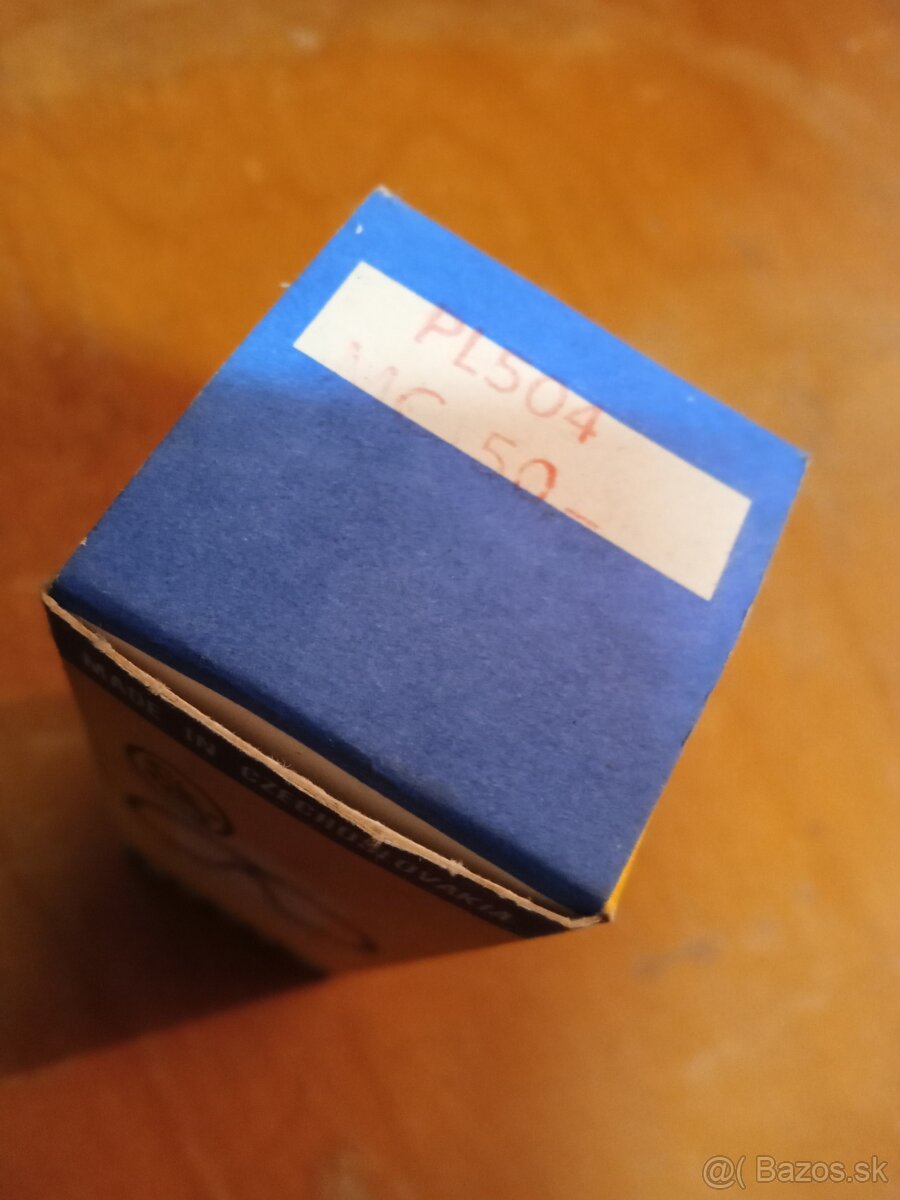 PL504
MC 50.-
MADE IN CZECHOSLOVAKIA
@( Bazos.sk